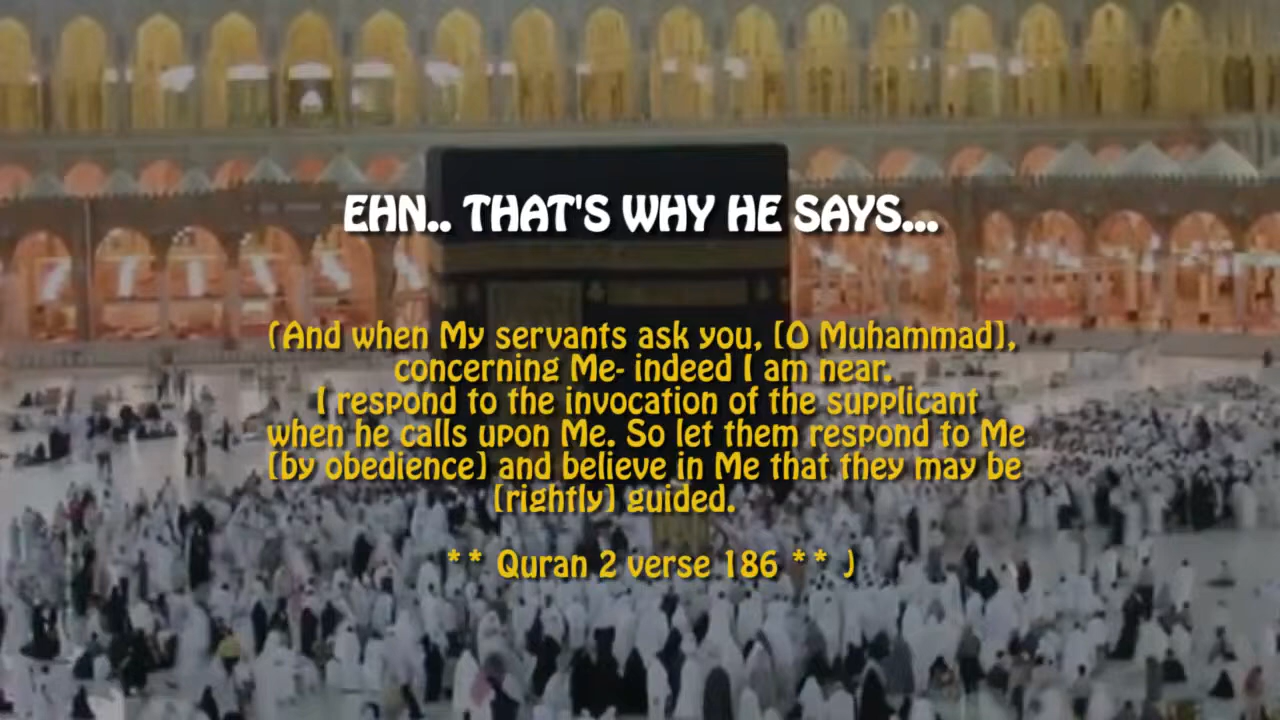 EHN.. THAT'S WHY HE SAYS...
(And when My servants ask you, [O Muhammad],
concerning Me- indeed I am near.
I respond to the invocation of the supplicant
when he calls upon Me. So let them respond to Me
[by obedience] and believe in Me that they may be
[rightly] guided.
** Quran 2 verse 186 ** )